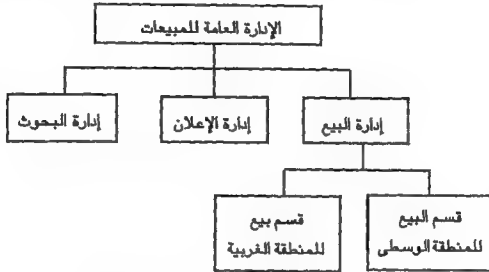 الإدارة العامة للمبيعات
إدارة البيع
إدارة الإعلان
إدارة البحوث
قسم البيع
للمنطقة الوسطى
قسم بيع
للمنطقة الغربية